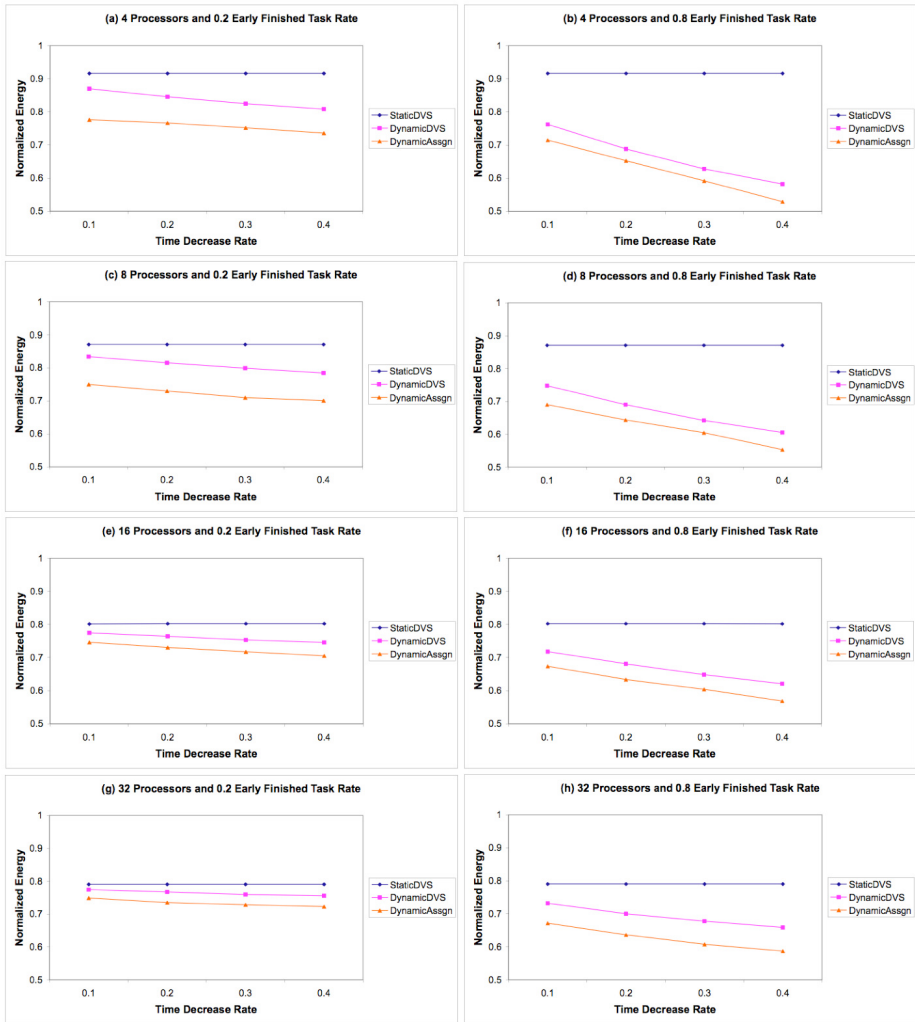 (a) 4 Processors and 0.2 Early Finished Task Rate
Normalized Energy
1
0.9
0.8
0.7
0.6
0.5
0.1 0.2 0.3 0.4
Time Decrease Rate
StaticDVS
DynamicDVS
DynamicAssgn
(b) 4 Processors and 0.8 Early Finished Task Rate
Normalized Energy
1
0.9
0.8
0.7
0.6
0.5
0.1 0.2 0.3 0.4
Time Decrease Rate
StaticDVS
DynamicDVS
DynamicAssgn
(c) 8 Processors and 0.2 Early Finished Task Rate
Normalized Energy
1
0.9
0.8
0.7
0.6
0.5
0.1 0.2 0.3 0.4
Time Decrease Rate
StaticDVS
DynamicDVS
DynamicAssgn
(d) 8 Processors and 0.8 Early Finished Task Rate
Normalized Energy
1
0.9
0.8
0.7
0.6
0.5
0.1 0.2 0.3 0.4
Time Decrease Rate
StaticDVS
DynamicDVS
DynamicAssgn
(e) 16 Processors and 0.2 Early Finished Task Rate
Normalized Energy
1
0.9
0.8
0.7
0.6
0.5
0.1 0.2 0.3 0.4
Time Decrease Rate
StaticDVS
DynamicDVS
DynamicAssgn
(f) 16 Processors and 0.8 Early Finished Task Rate
Normalized Energy
1
0.9
0.8
0.7
0.6
0.5
0.1 0.2 0.3 0.4
Time Decrease Rate
StaticDVS
DynamicDVS
DynamicAssgn
(g) 32 Processors and 0.2 Early Finished Task Rate
Normalized Energy
1
0.9
0.8
0.7
0.6
0.5
0.1 0.2 0.3 0.4
Time Decrease Rate
StaticDVS
DynamicDVS
DynamicAssgn
(h) 32 Processors and 0.8 Early Finished Task Rate
Normalized Energy
1
0.9
0.8
0.7
0.6
0.5
0.1 0.2 0.3 0.4
Time Decrease Rate
StaticDVS
DynamicDVS
DynamicAssgn